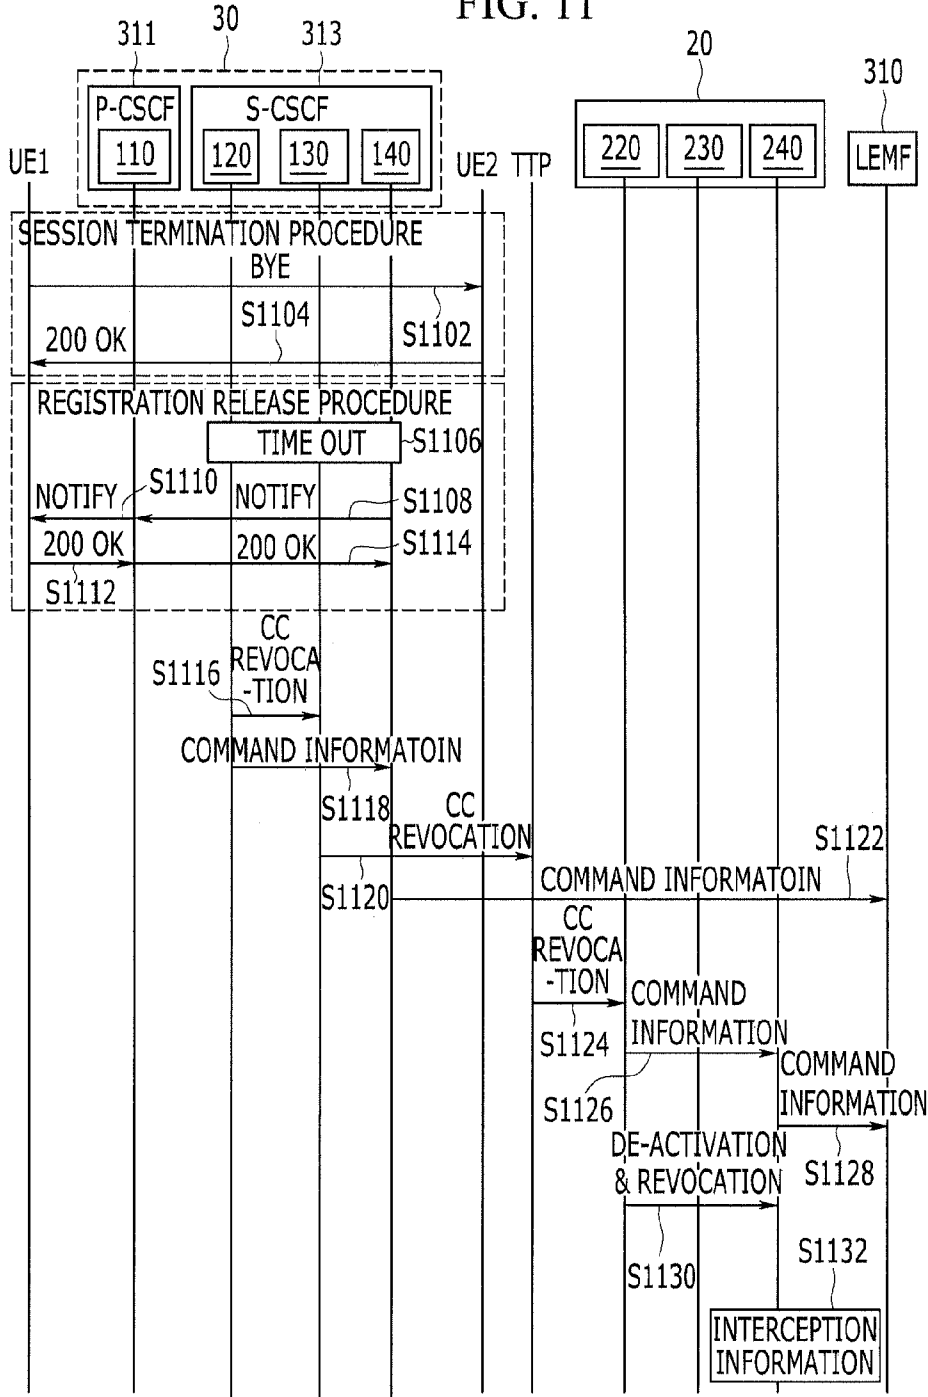 FIG. 11
30
311
313
20
310
P-CSCF
S-CSCF
110
120
130
140
220
230
240
LEMF
UE1
UE2
TTP
SESSION TERMINATION PROCEDURE
BYE
S1104
S1102
200 OK
REGISTRATION RELEASE PROCEDURE
TIME OUT
S1106
NOTIFY
S1110
NOTIFY
S1108
200 OK
200 OK
S1114
S1112
CC
REVOCA
-TION
S1116
COMMAND INFORMATOIN
S1118
CC
REVOCATION
S1122
S1120
COMMAND INFORMATOIN
CC
REVOCA
-TION
S1124
COMMAND
INFORMATION
S1126
COMMAND
INFORMATION
S1128
DE-ACTIVATION
& REVOCATION
S1130
S1132
INTERCEPTION
INFORMATION